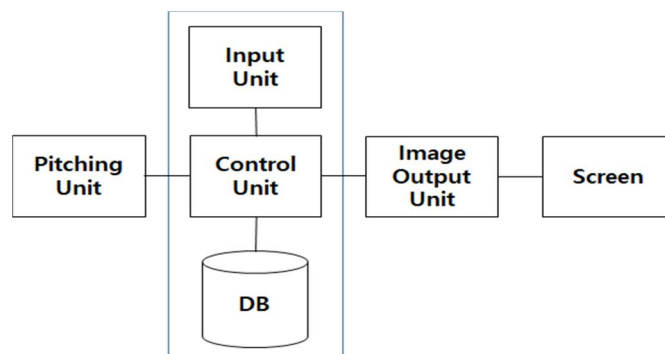 Input
Unit
Pitching
Unit
Control
Unit
Image
Output
Unit
Screen
DB